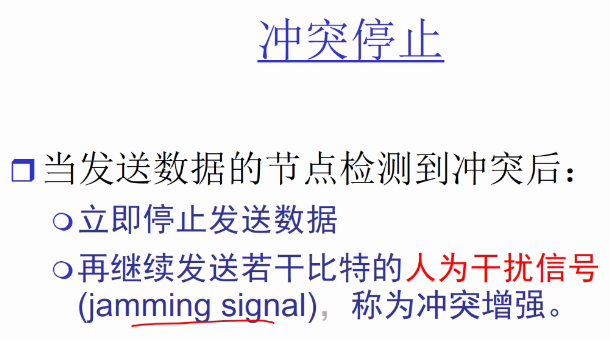 冲突停止
当发送数据的节点检测到冲突后：
立即停止发送数据
再继续发送若干比特的人为干扰信号
(jamming signal)，称为冲突增强。